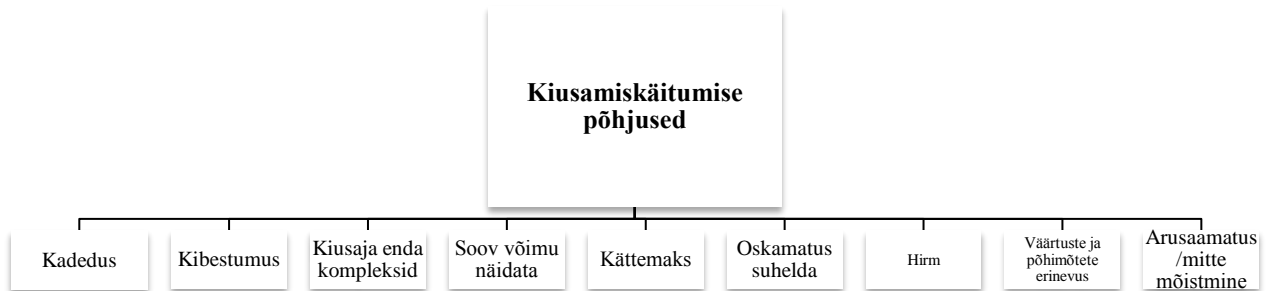 Kiusamiskäitumise
põhjused
Kadedus
Kibestumus
Kiusaja enda
kompleksid
Soov võimu
näidata
Kättemaks
Oskamatus
suhelda
Hirm
Väärtuste ja
põhimõtete
erinevus
Arusaamatus
/mitte
mõistmine